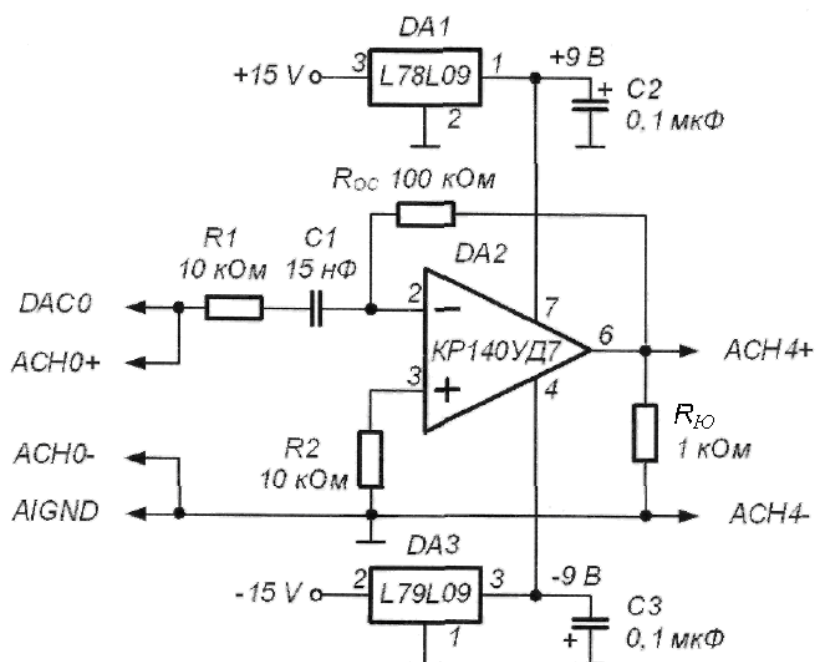 DA1
+15 V
3
L78L09
1
+9 В
2
+
C2
0,1 мкФ
Rос 100 кОм
R1
10 кОм
C1
15 нФ
DA2
DAC0
2
−
7
6
ACH0+
КР140УД7
ACH4+
3
+
4
RЮ
1 кОм
ACH0-
R2
10 кОм
AIGND
ACH4-
DA3
-15 V
2
L79L09
3
-9 В
1
+
C3
0,1 мкФ